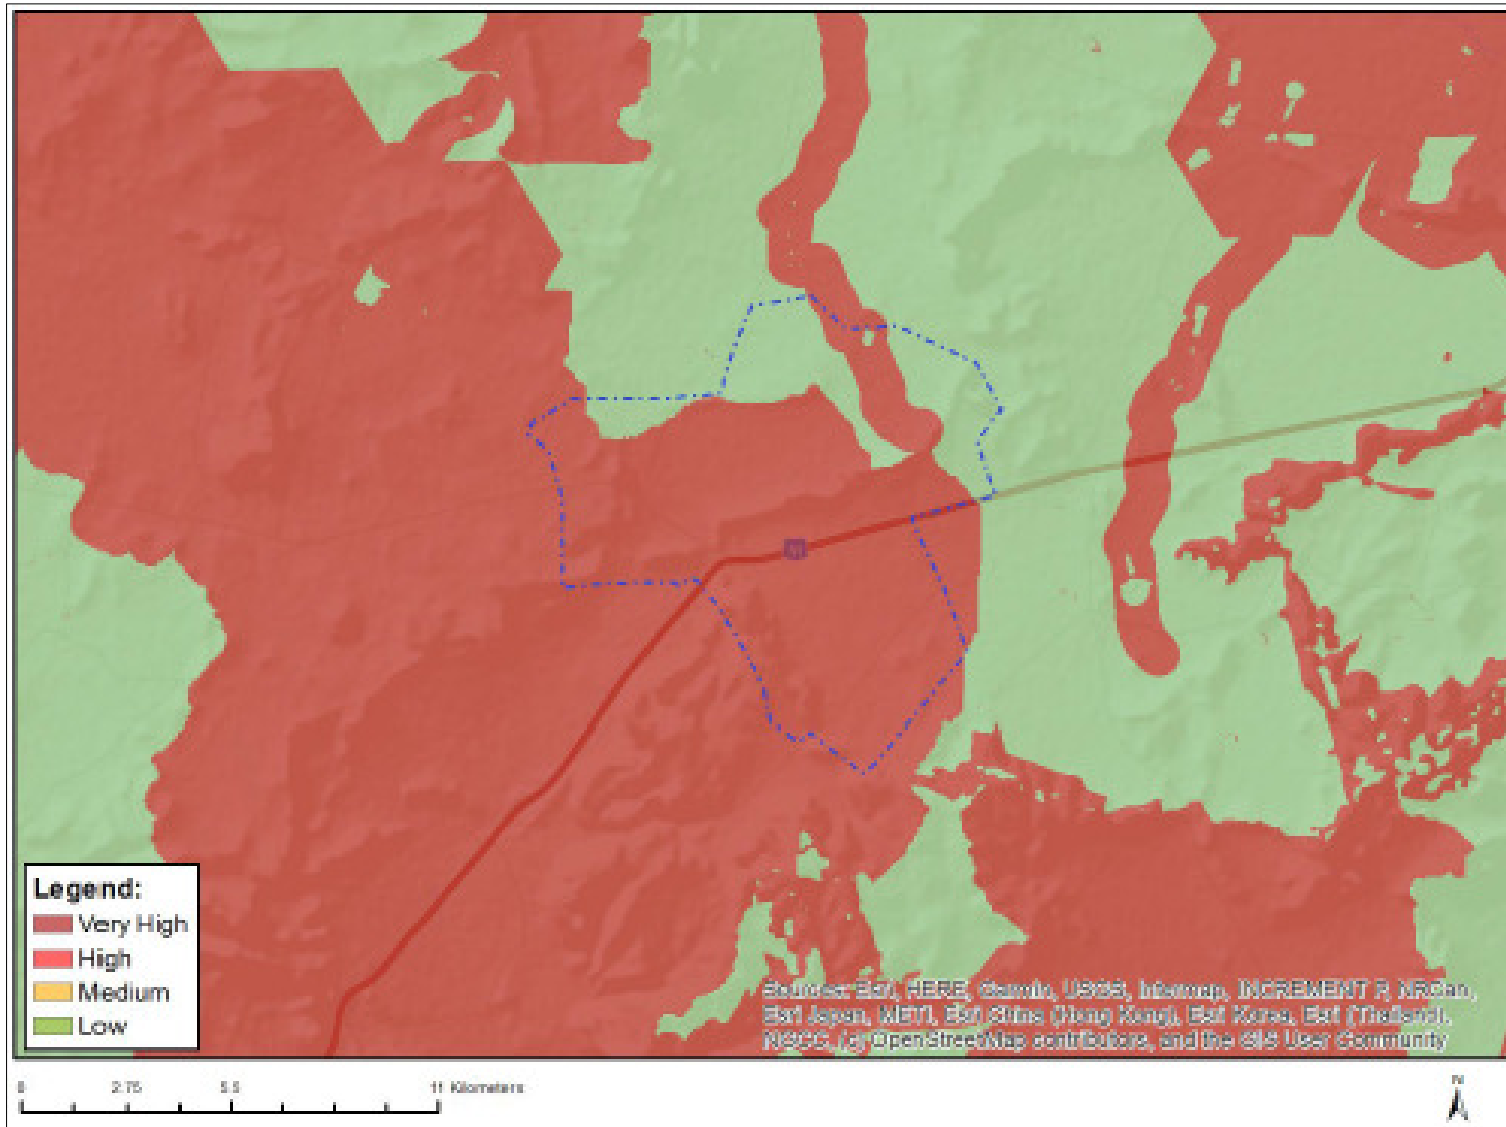 Legend:
Very High
High
Medium
Low
Sources: Esri, HERE, Garmin, USGS, Intermap, INCREMENT P, NRCan,
Esri Japan, METI, Esri China (Hong Kong), Esri Korea, Esri (Thailand),
NGCC, (c) OpenStreetMap contributors, and the GIS User Community
0 2.75 5.5 11 Kilometers
N